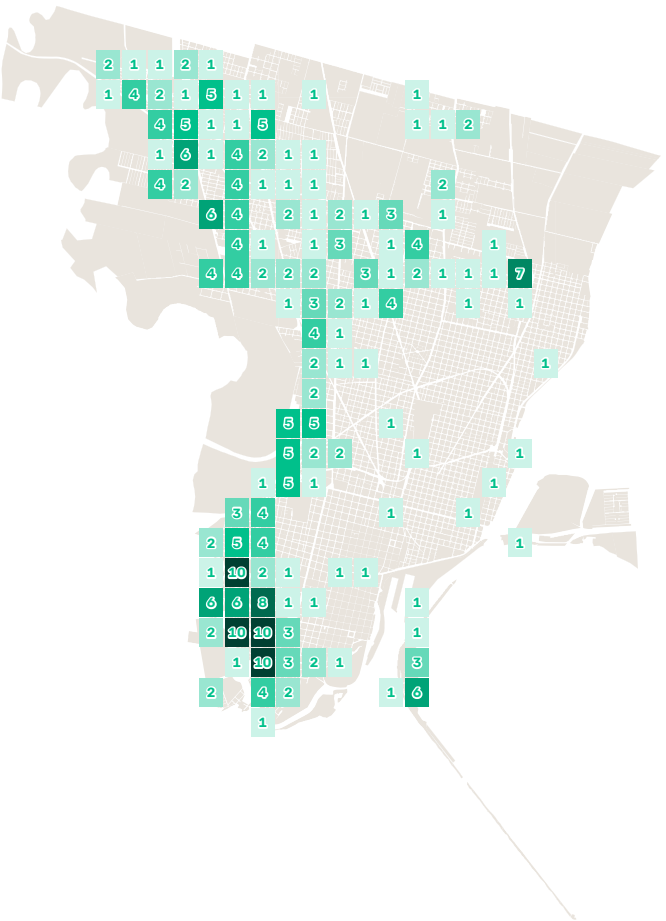 2 1 1 2 1
1 4 2 1 5 1 1 1 1
4 5 1 1 5 1 1 2
1 6 1 4 2 1 1
4 2 4 1 1 1 2
6 4 2 1 2 1 3 1
4 1 1 3 1 4 1
4 4 2 2 2 3 1 2 1 1 1 7
1 3 2 1 4 1 1
4 1
2 1 1 1
2
5 5 1
5 2 2 1 1
1 5 1 1
3 4 1 1
2 5 4 1
1 10 2 1 1 1
6 6 8 1 1 1
2 10 10 3 1
1 10 3 2 1 3
2 4 2 1 6
1